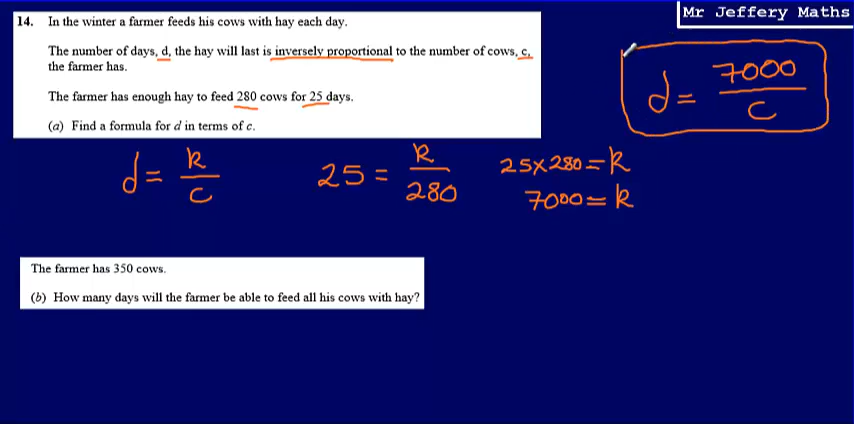 Mr Jeffery Maths
14. In the winter a farmer feeds his cows with hay each day.
The number of days, d, the hay will last is inversely proportional to the number of cows, c,
the farmer has.
The farmer has enough hay to feed 280 cows for 25 days.
(a) Find a formula for d in terms of c.
d = 7000/c
d = k/c
25 = k/280
25×280=k
7000=k
The farmer has 350 cows.
(b) How many days will the farmer be able to feed all his cows with hay?